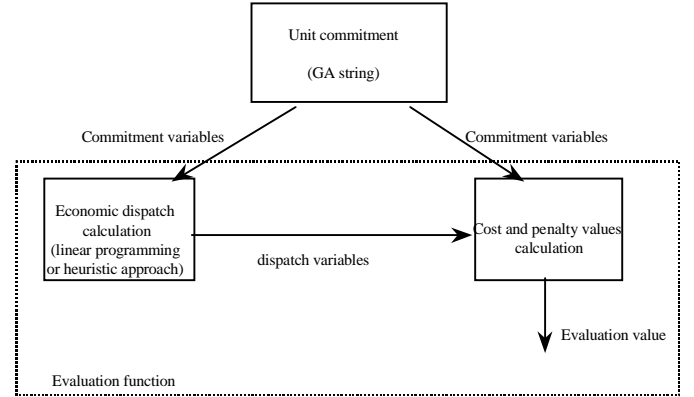 Unit commitment
(GA string)
Commitment variables
Commitment variables
Economic dispatch
calculation
(linear programming
or heuristic approach)
dispatch variables
Cost and penalty values
calculation
Evaluation value
Evaluation function